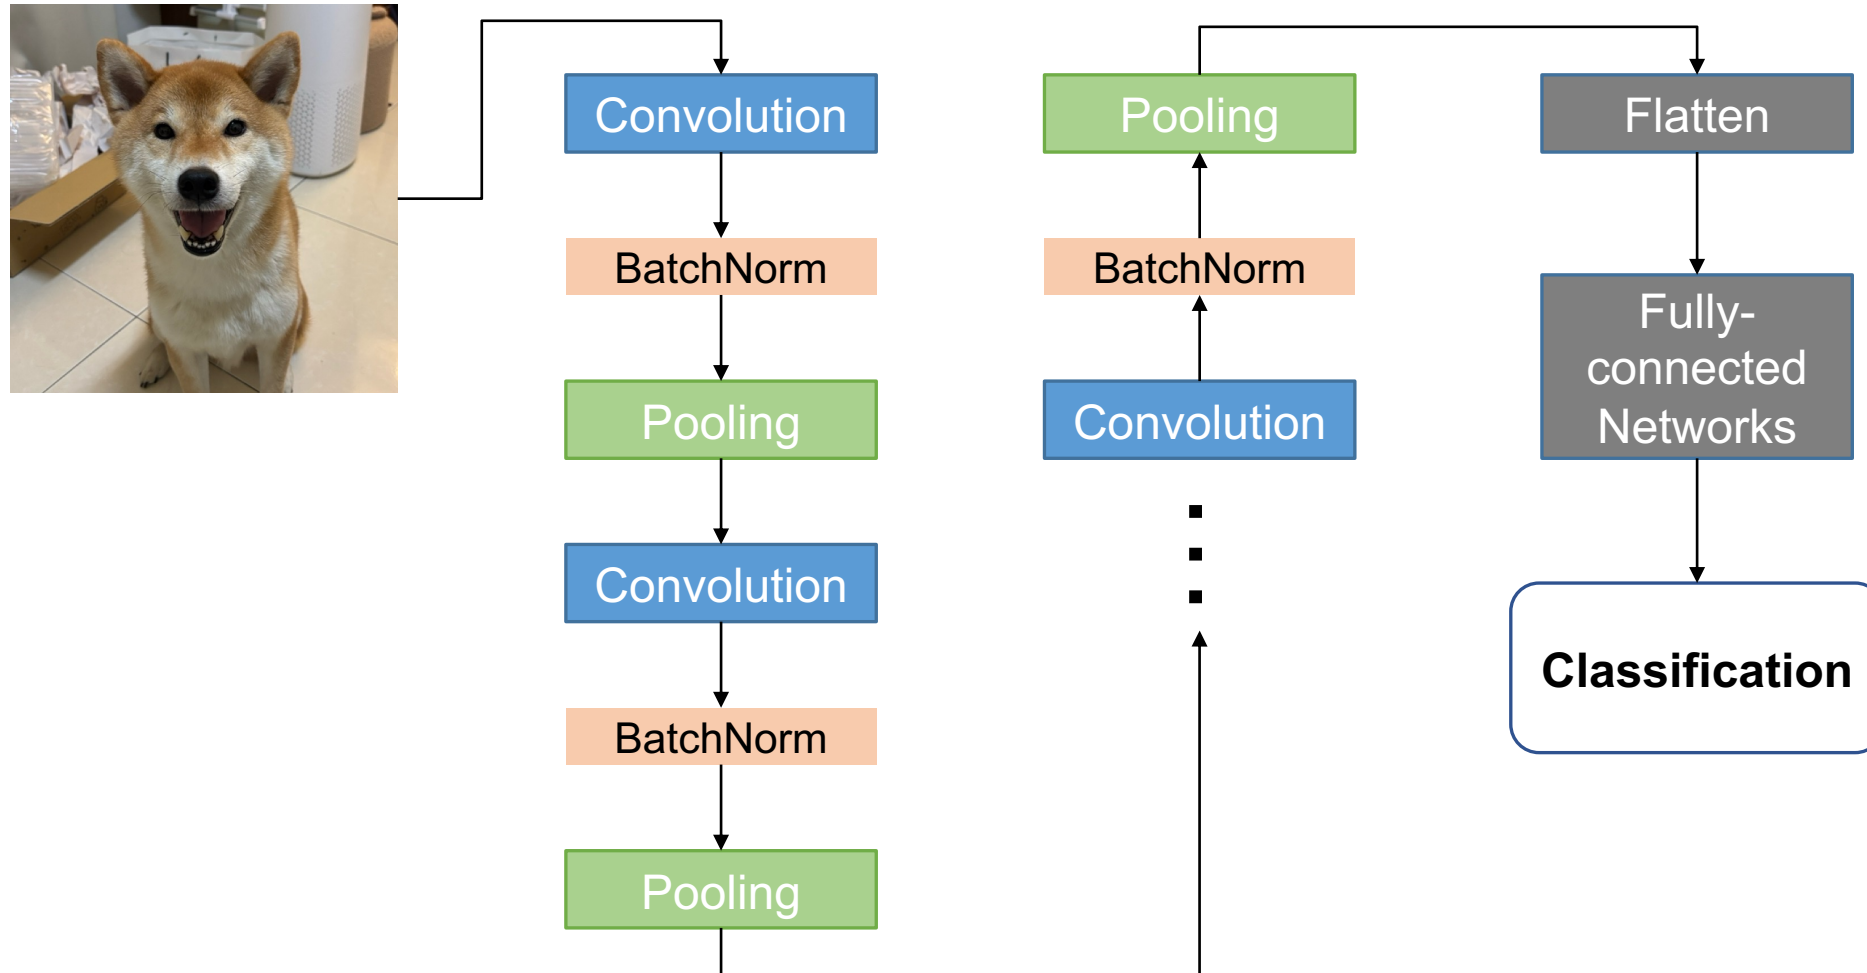 Convolution
BatchNorm
Pooling
Convolution
BatchNorm
Pooling
Pooling
BatchNorm
Convolution
Flatten
Fully-
connected
Networks
Classification